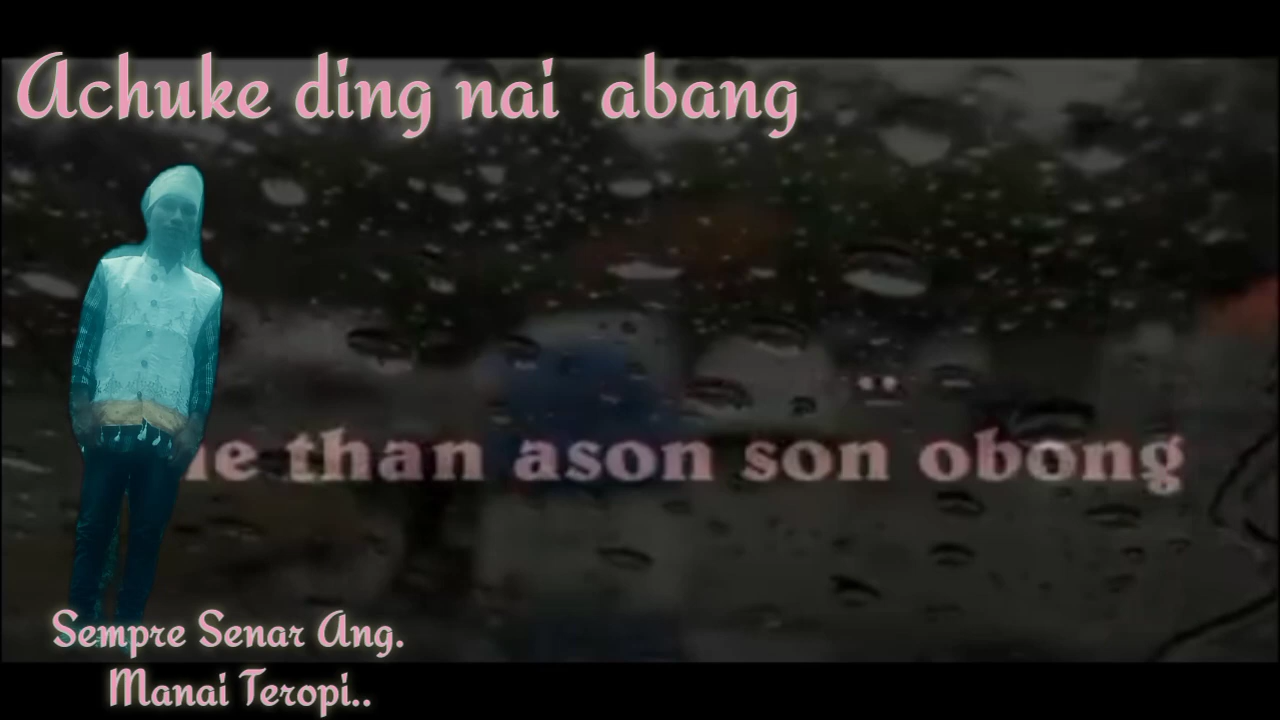 Achuke ding nai abang
than ason son obong
Sempre Senar Ang.
Manai Teropi..